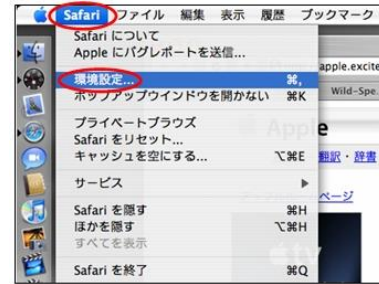 Safari ファイル 編集 表示 履歴 ブックマーク
Safari について
Apple にバグレポートを送信...
環境設定... ⌘,
ポップアップウインドウを開かない ⌘K
プライベートブラウズ
Safari をリセット...
キャッシュを空にする... ⌥⌘E
サービス ▶
Safari を隠す ⌘H
ほかを隠す ⌥⌘H
すべてを表示
Safari を終了 ⌘Q
apple.excite
Wild-Spe.
Apple
翻訳・辞書
ページ
tv